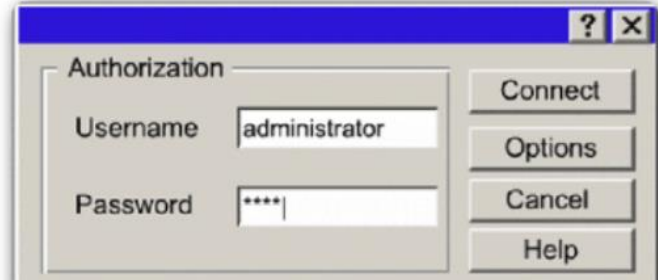 ? X
Authorization
Connect
Username administrator
Options
Password ****
Cancel
Help